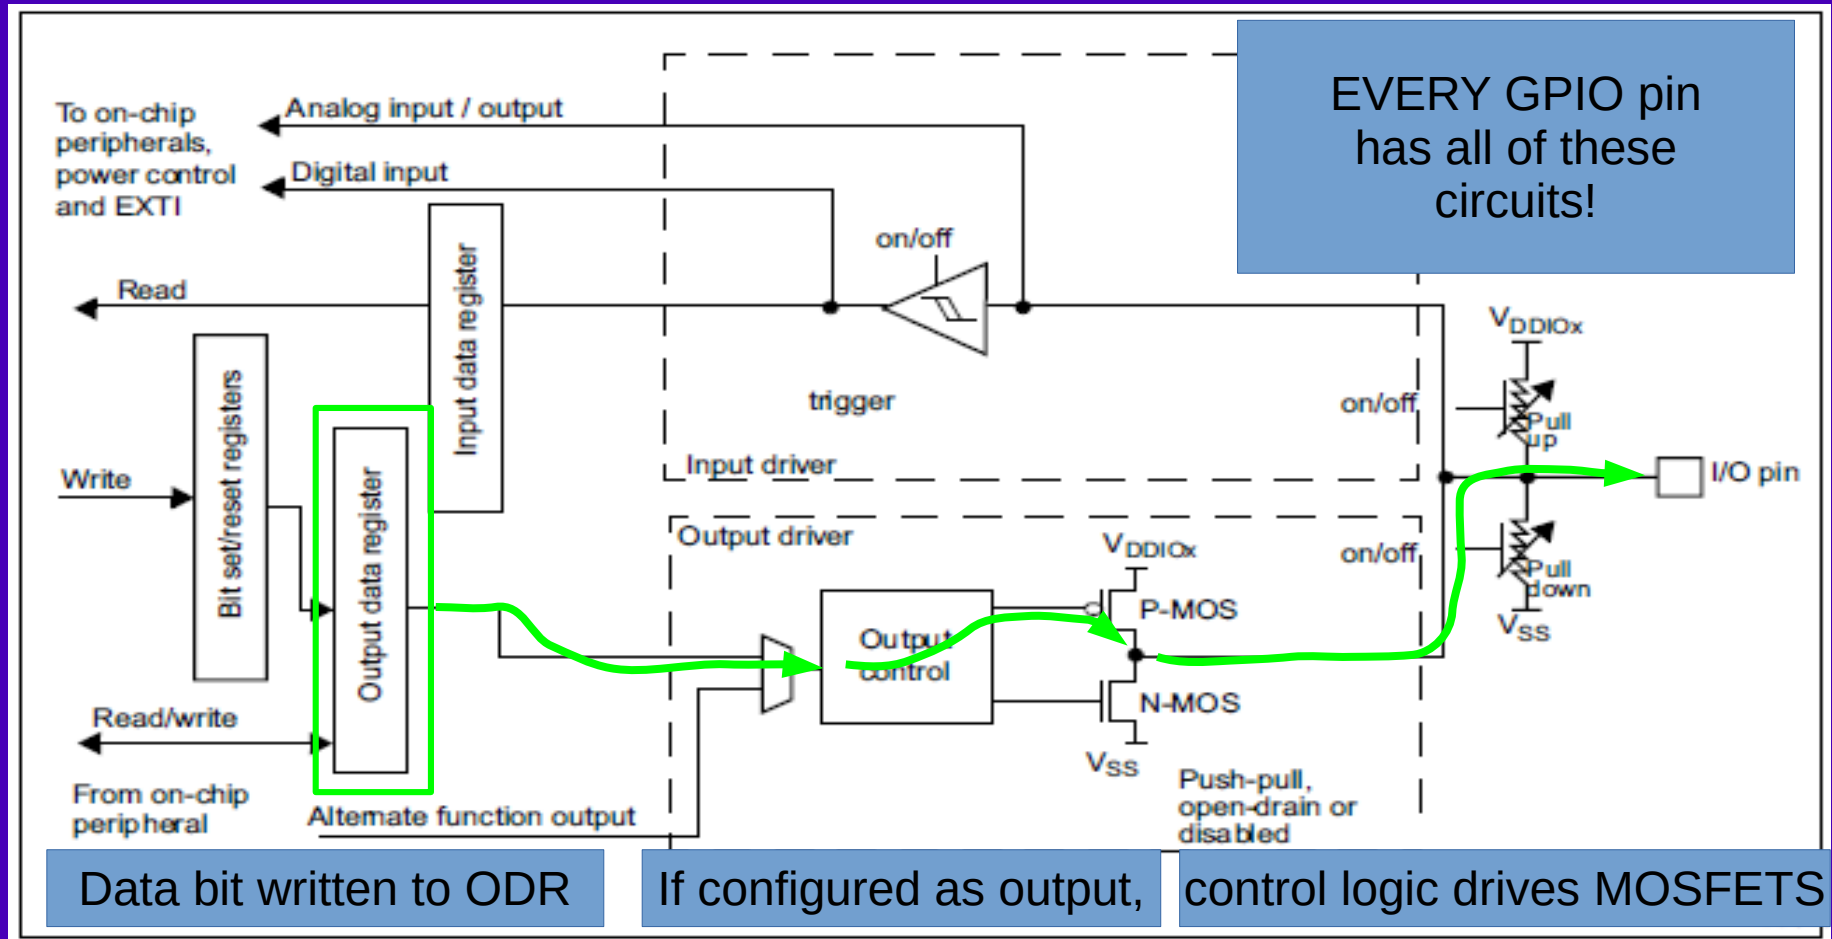 EVERY GPIO pin
has all of these
circuits!
To on-chip
peripherals,
power control
and EXTI
Analog input / output
Digital input
on/off
Read
Input data register
trigger
Input driver
VDDIOx
on/off
Pull
up
I/O pin
Write
Bit set/reset registers
Output data register
Output driver
VDDIOx
on/off
Pull
down
VSS
P-MOS
Output
control
N-MOS
VSS
Read/write
From on-chip
peripheral
Alternate function output
Push-pull,
open-drain or
disabled
Data bit written to ODR
If configured as output,
control logic drives MOSFETS